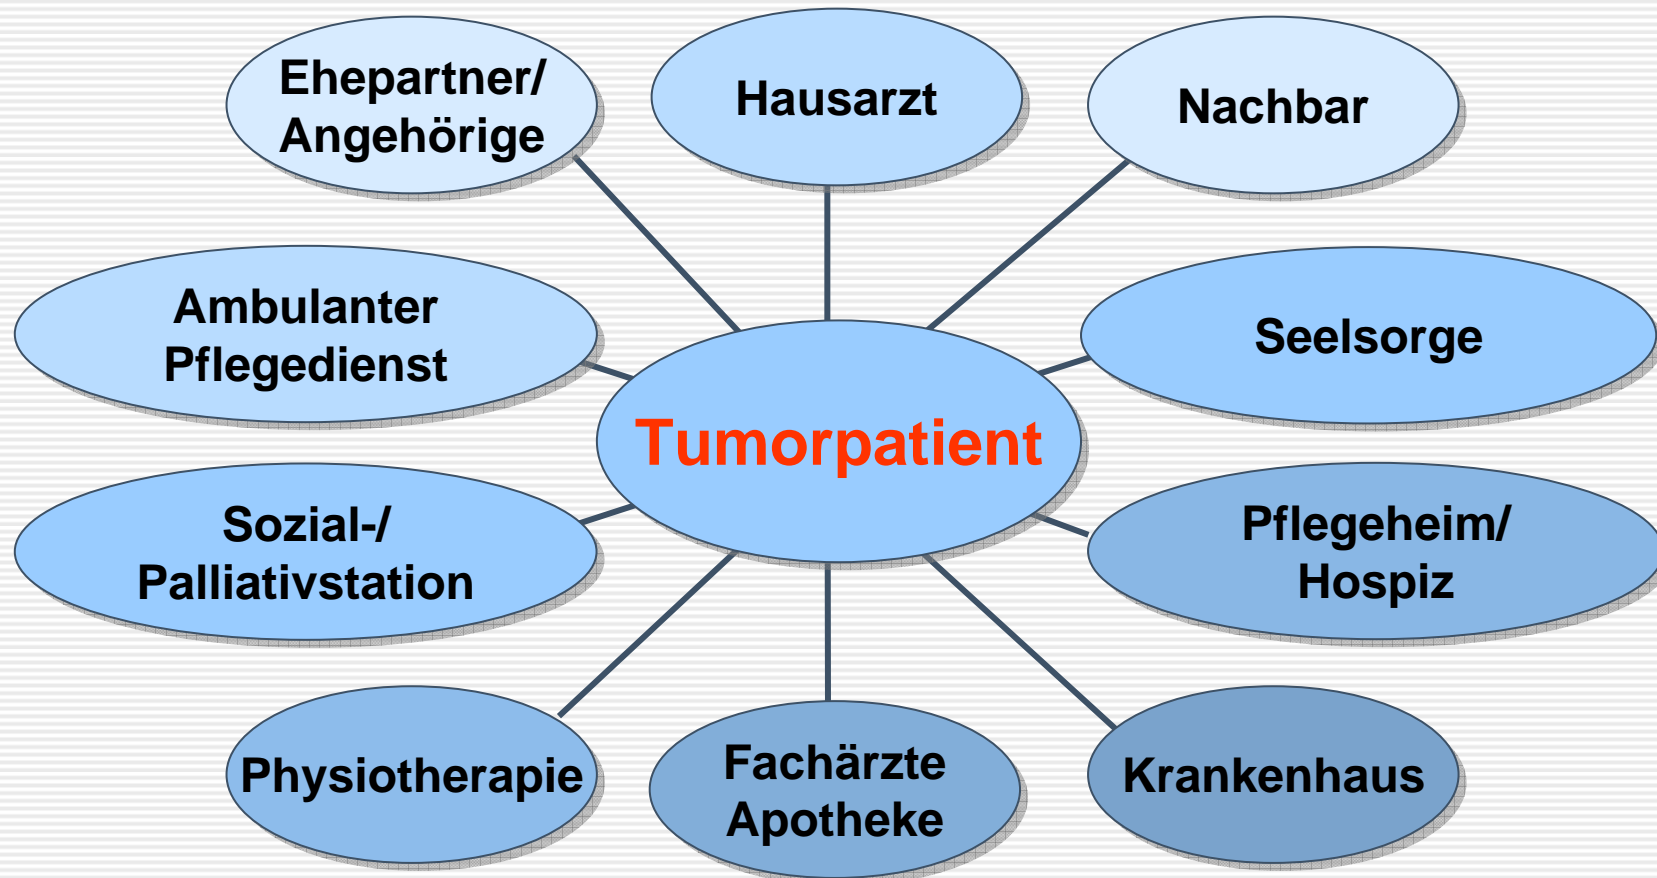 Ehepartner/
Angehörige
Hausarzt
Nachbar
Ambulanter
Pflegedienst
Seelsorge
Tumorpatient
Sozial-/
Palliativstation
Pflegeheim/
Hospiz
Physiotherapie
Fachärzte
Apotheke
Krankenhaus